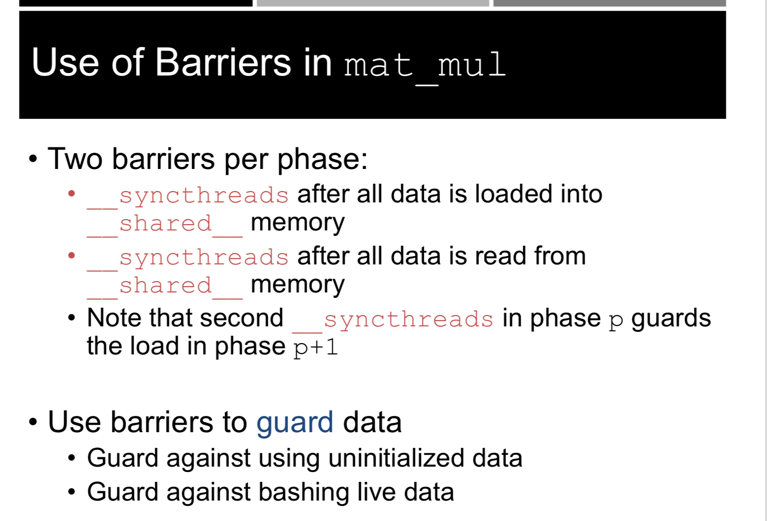 Use of Barriers in mat_mul
• Two barriers per phase:
• __syncthreads after all data is loaded into
__shared__ memory
• __syncthreads after all data is read from
__shared__ memory
• Note that second __syncthreads in phase p guards
the load in phase p+1
• Use barriers to guard data
• Guard against using uninitialized data
• Guard against bashing live data